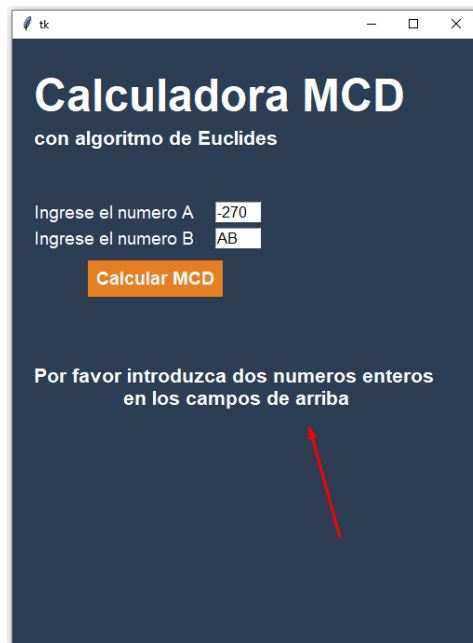 tk
Calculadora MCD
con algoritmo de Euclides
Ingrese el numero A -270
Ingrese el numero B AB
Calcular MCD
Por favor introduzca dos numeros enteros
en los campos de arriba